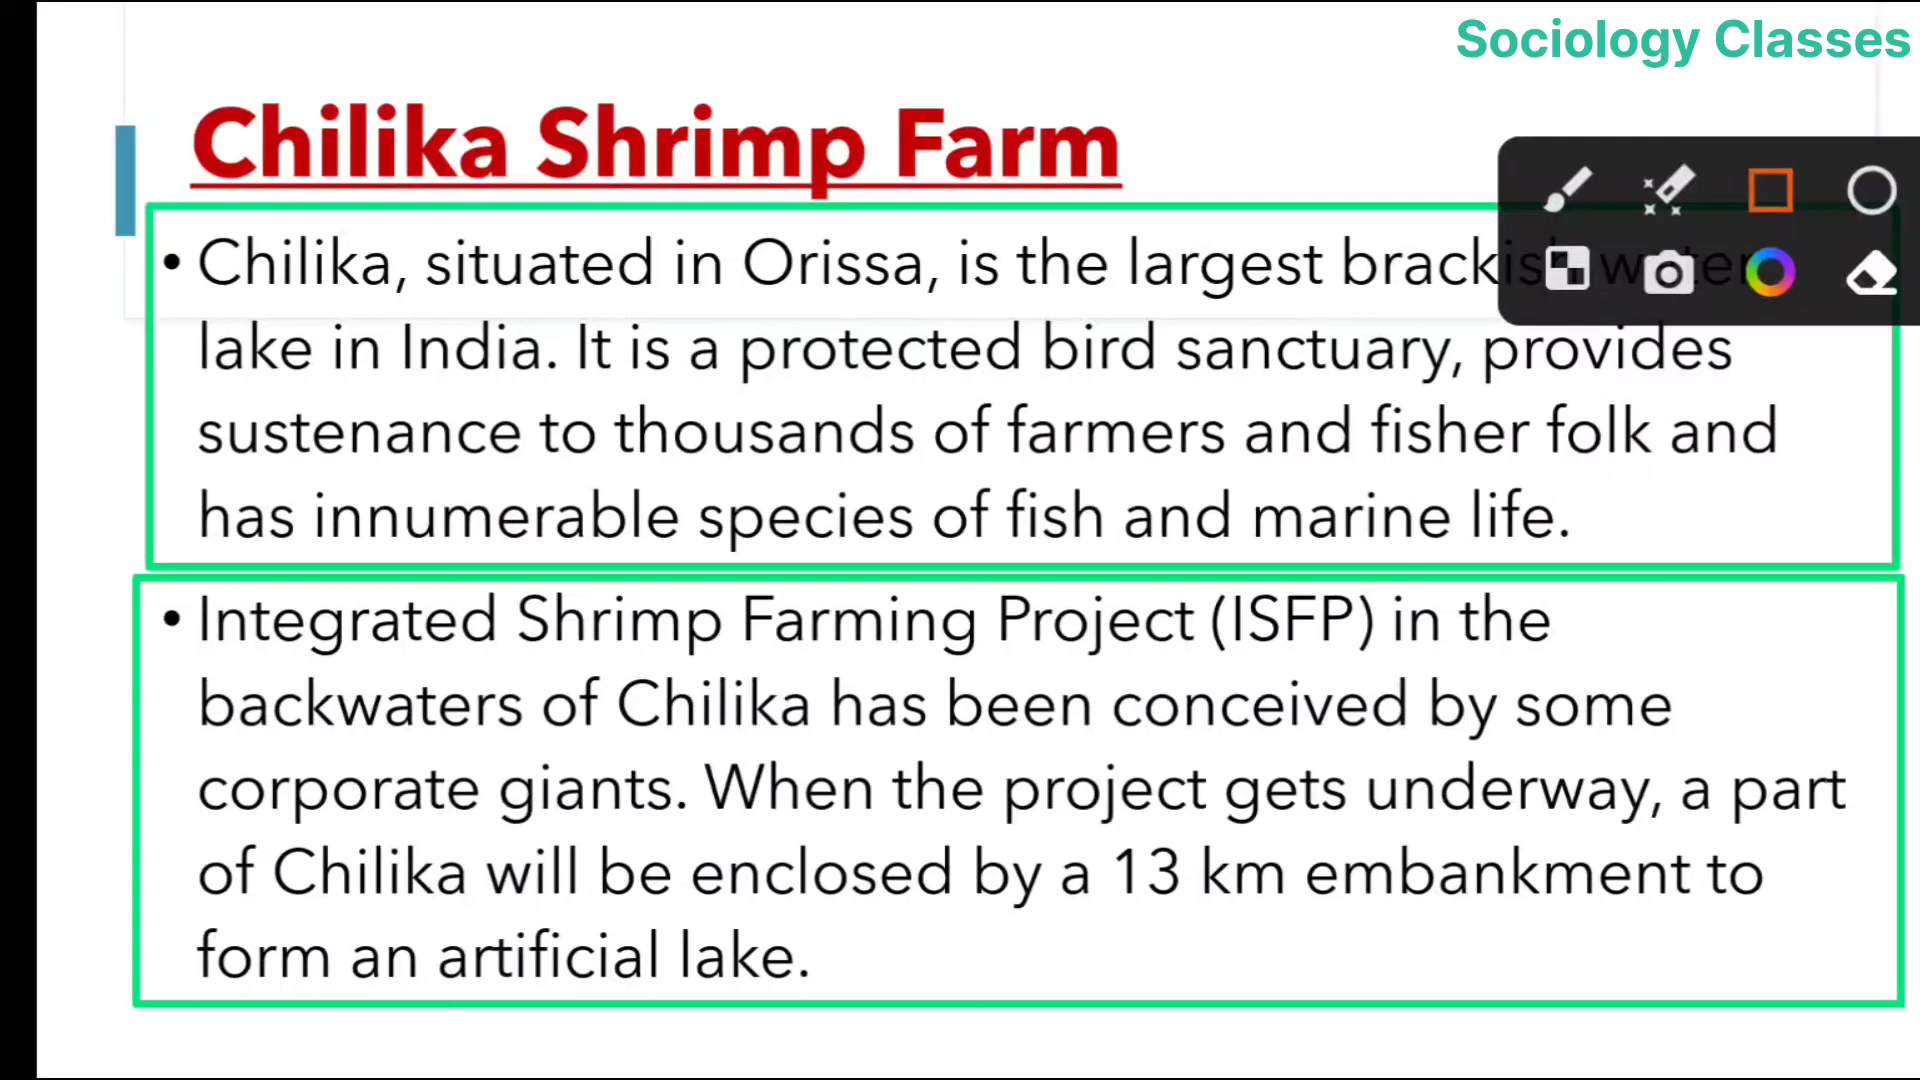 Sociology Classes
Chilika Shrimp Farm
• Chilika, situated in Orissa, is the largest brackish water
lake in India. It is a protected bird sanctuary, provides
sustenance to thousands of farmers and fisher folk and
has innumerable species of fish and marine life.
• Integrated Shrimp Farming Project (ISFP) in the
backwaters of Chilika has been conceived by some
corporate giants. When the project gets underway, a part
of Chilika will be enclosed by a 13 km embankment to
form an artificial lake.